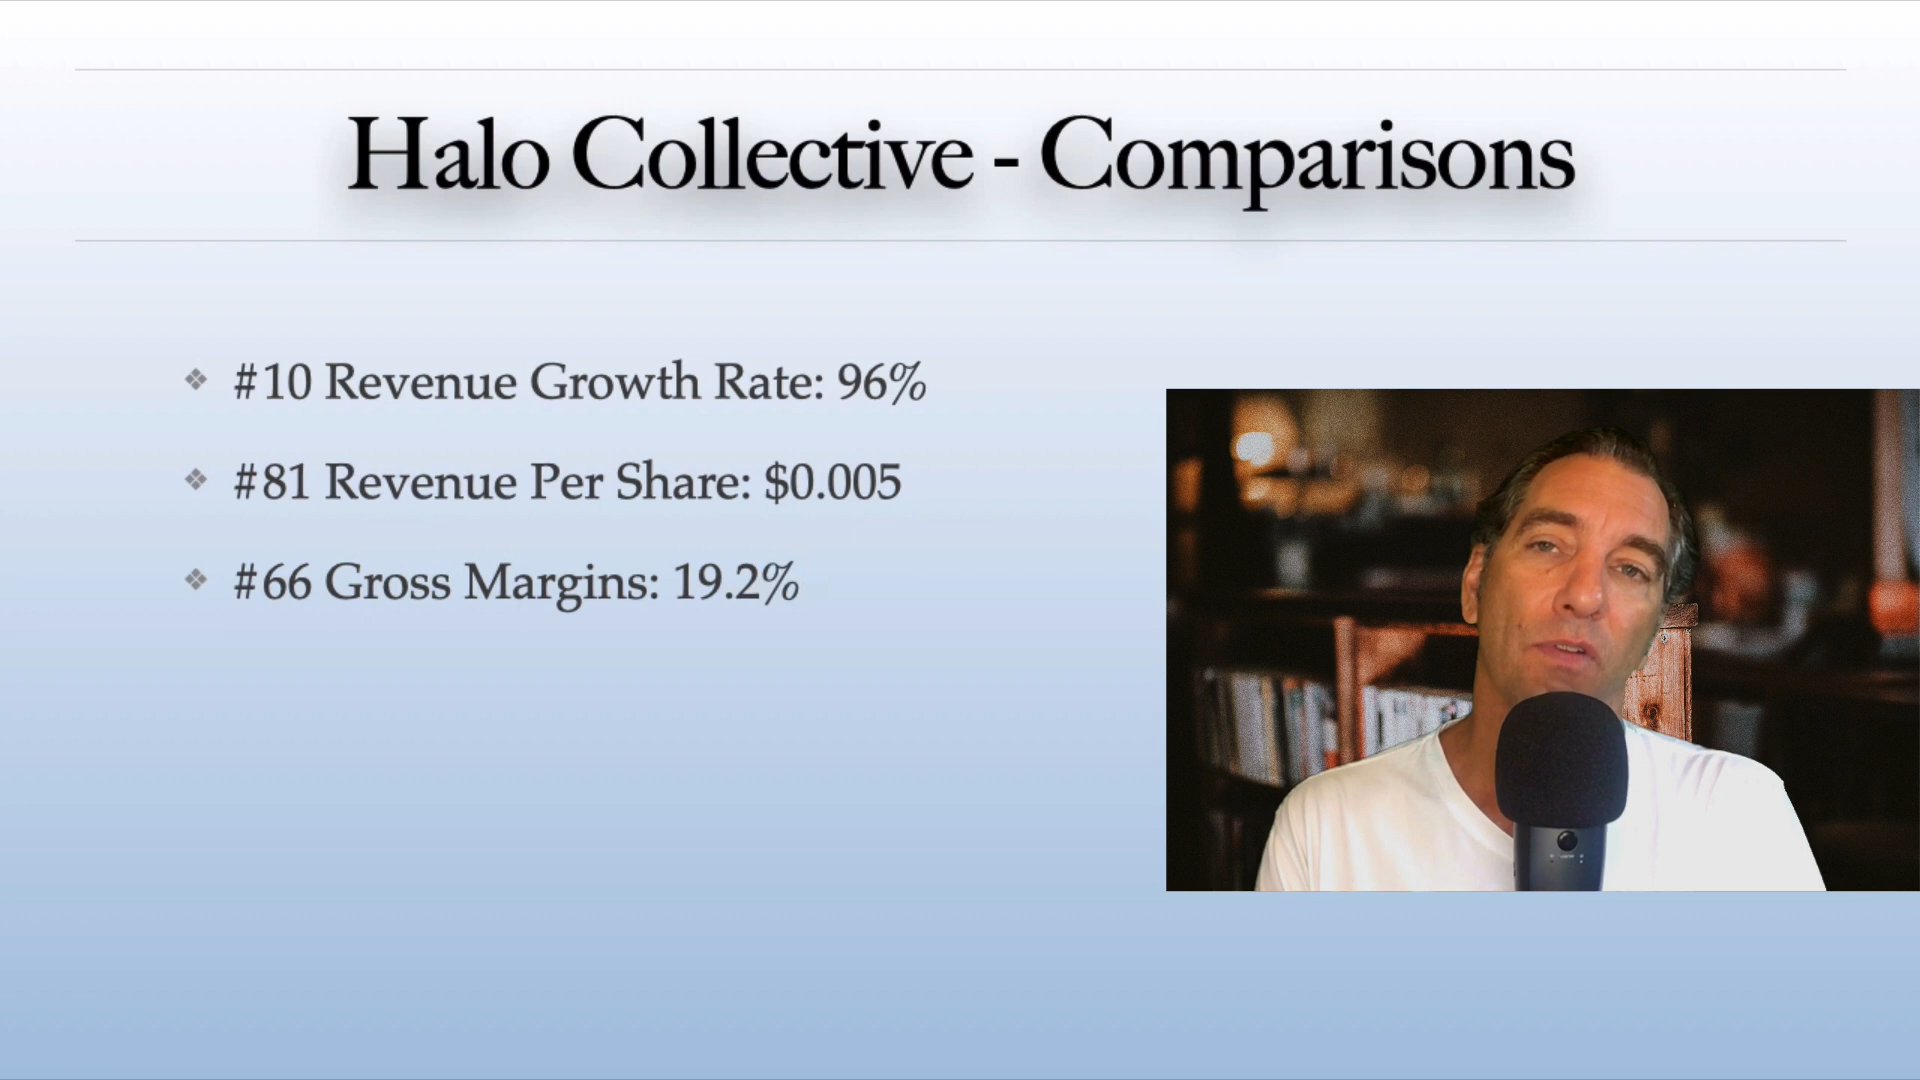 Halo Collective - Comparisons
#10 Revenue Growth Rate: 96%
#81 Revenue Per Share: $0.005
#66 Gross Margins: 19.2%